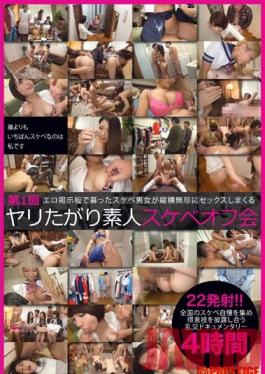 誰よりも
いちばんスケベなのは
私です
第1回
エロ掲示板で募ったスケベ男女が縦横無尽にセックスしまくる
ヤリたがり素人スケベオフ会
22発射!!
全国のスケベ自慢を集め
得意技を披露し合う
乱交ドキュメンタリー
4時間